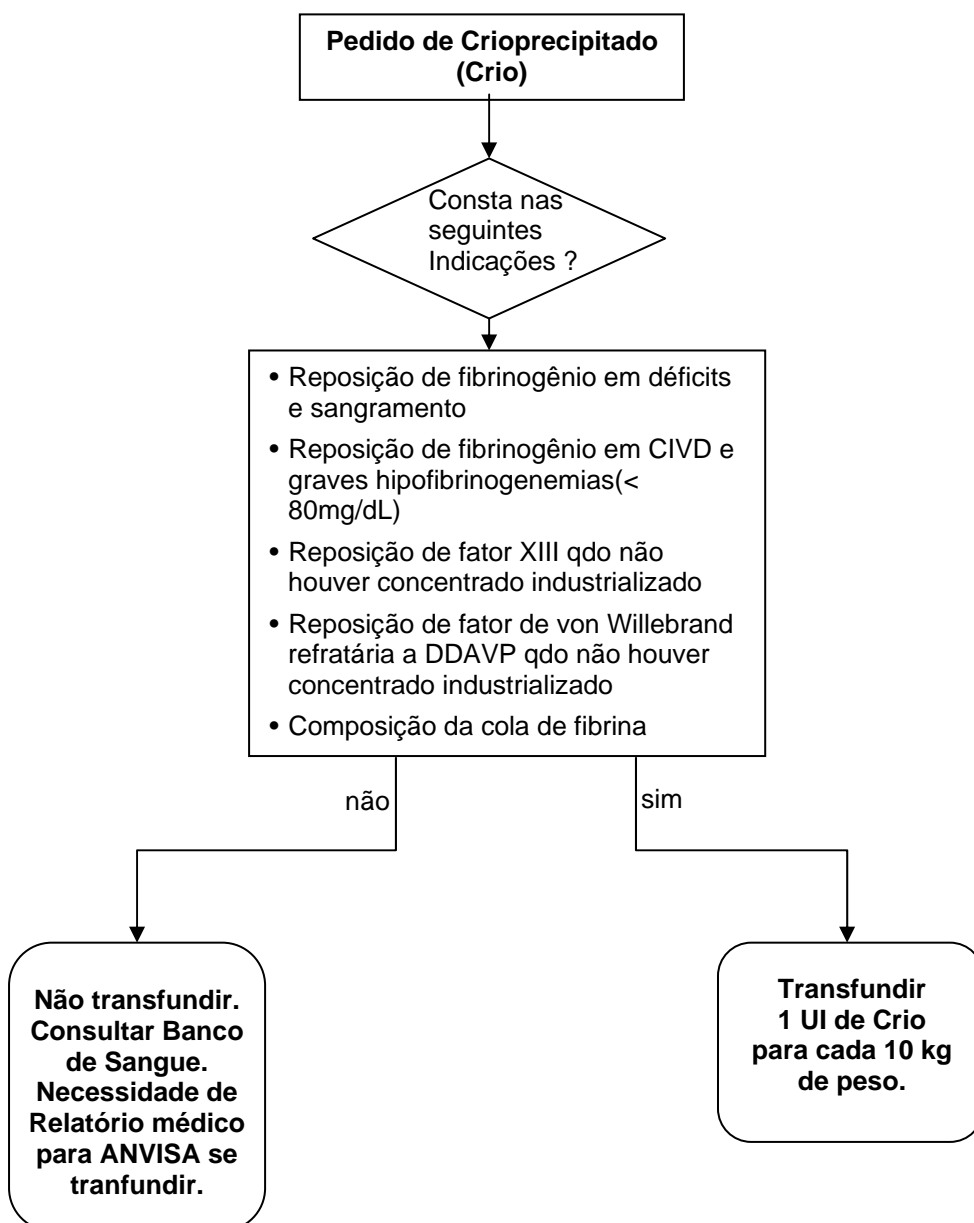 Pedido de Crioprecipitado
(Crio)
Consta nas
seguintes
Indicações ?
• Reposição de fibrinogênio em déficits
e sangramento
• Reposição de fibrinogênio em CIVD e
graves hipofibrinogenemias(<
80mg/dL)
• Reposição de fator XIII qdo não
houver concentrado industrializado
• Reposição de fator de von Willebrand
refratária a DDAVP qdo não houver
concentrado industrializado
• Composição da cola de fibrina
não
sim
Não transfundir.
Consultar Banco
de Sangue.
Necessidade de
Relatório médico
para ANVISA se
tranfundir.
Transfundir
1 UI de Crio
para cada 10 kg
de peso.